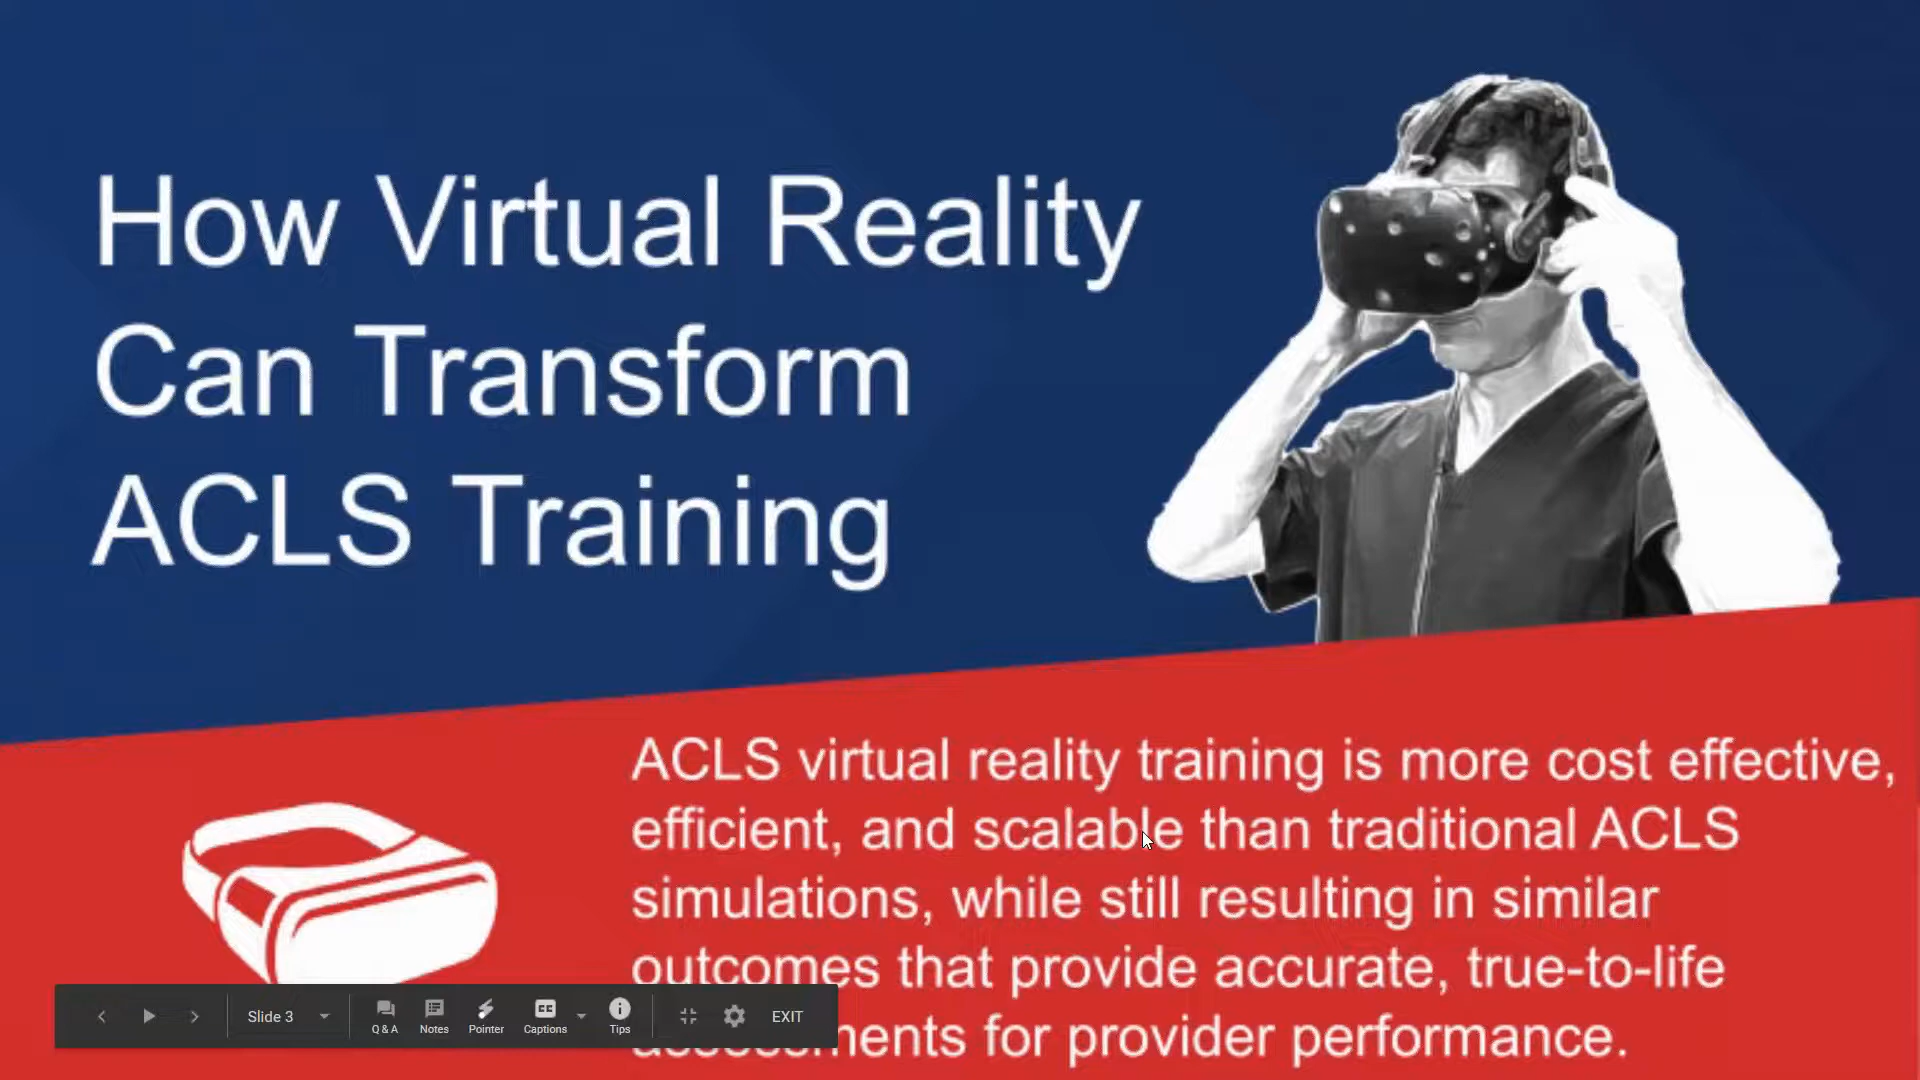 How Virtual Reality
Can Transform
ACLS Training
ACLS virtual reality training is more cost effective,
efficient, and scalable than traditional ACLS
simulations, while still resulting in similar
outcomes that provide accurate, true-to-life
for provider performance.
Slide 3
Q & A
Notes
Pointer
CC
Captions
Tips
EXIT